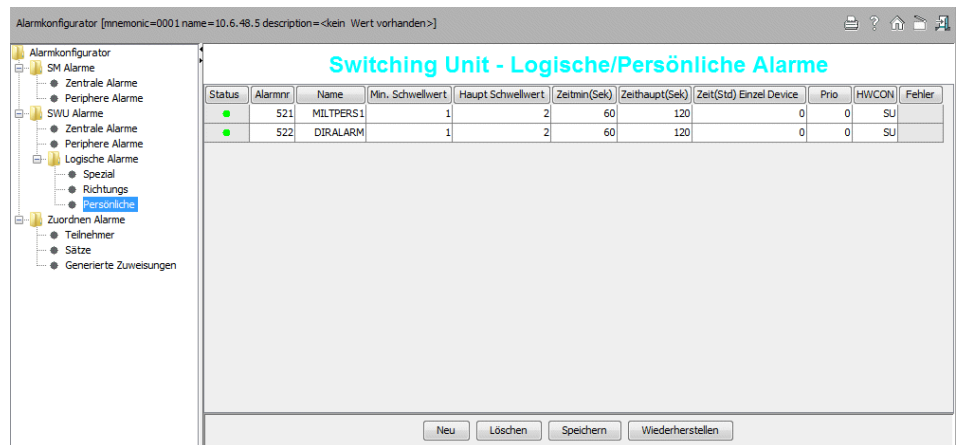 Alarmkonfigurator [mnemonic=0001 name=10.6.48.5 description=<kein Wert vorhanden>]
Alarmkonfigurator
SM Alarme
Zentrale Alarme
Periphere Alarme
SWU Alarme
Zentrale Alarme
Periphere Alarme
Logische Alarme
Spezial
Richtungs
Persönliche
Zuordnen Alarme
Teilnehmer
Sätze
Generierte Zuweisungen
Switching Unit - Logische/Persönliche Alarme
Status Alarmnr Name Min. Schwellwert Haupt Schwellwert Zeitmin(Sek) Zeithaupt(Sek) Zeit(Std) Einzel Device Prio HWCON Fehler
521 MILTPERS1 1 2 60 120 0 0 SU
522 DIRALARM 1 2 60 120 0 0 SU
Neu Löschen Speichern Wiederherstellen